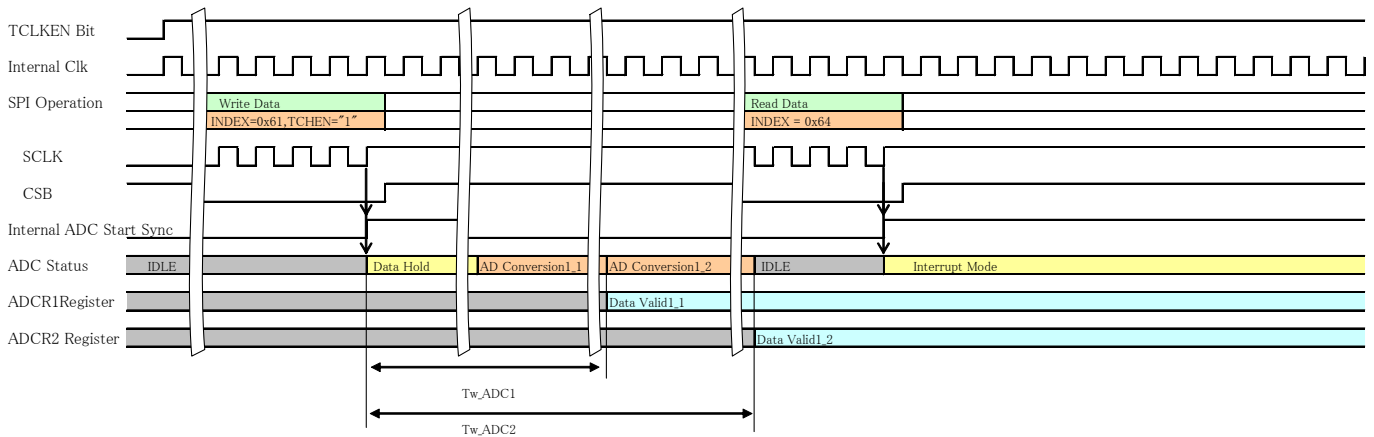 TCLKEN Bit
Internal Clk
SPI Operation
Write Data
Read Data
INDEX=0x61,TCHEN="1"
INDEX = 0x64
SCLK
CSB
Internal ADC Start Sync
ADC Status
IDLE
Data Hold
AD Conversion1_1
AD Conversion1_2
IDLE
Interrupt Mode
ADCR1Register
Data Valid1_1
ADCR2 Register
Data Valid1_2
Tw_ADC1
Tw_ADC2